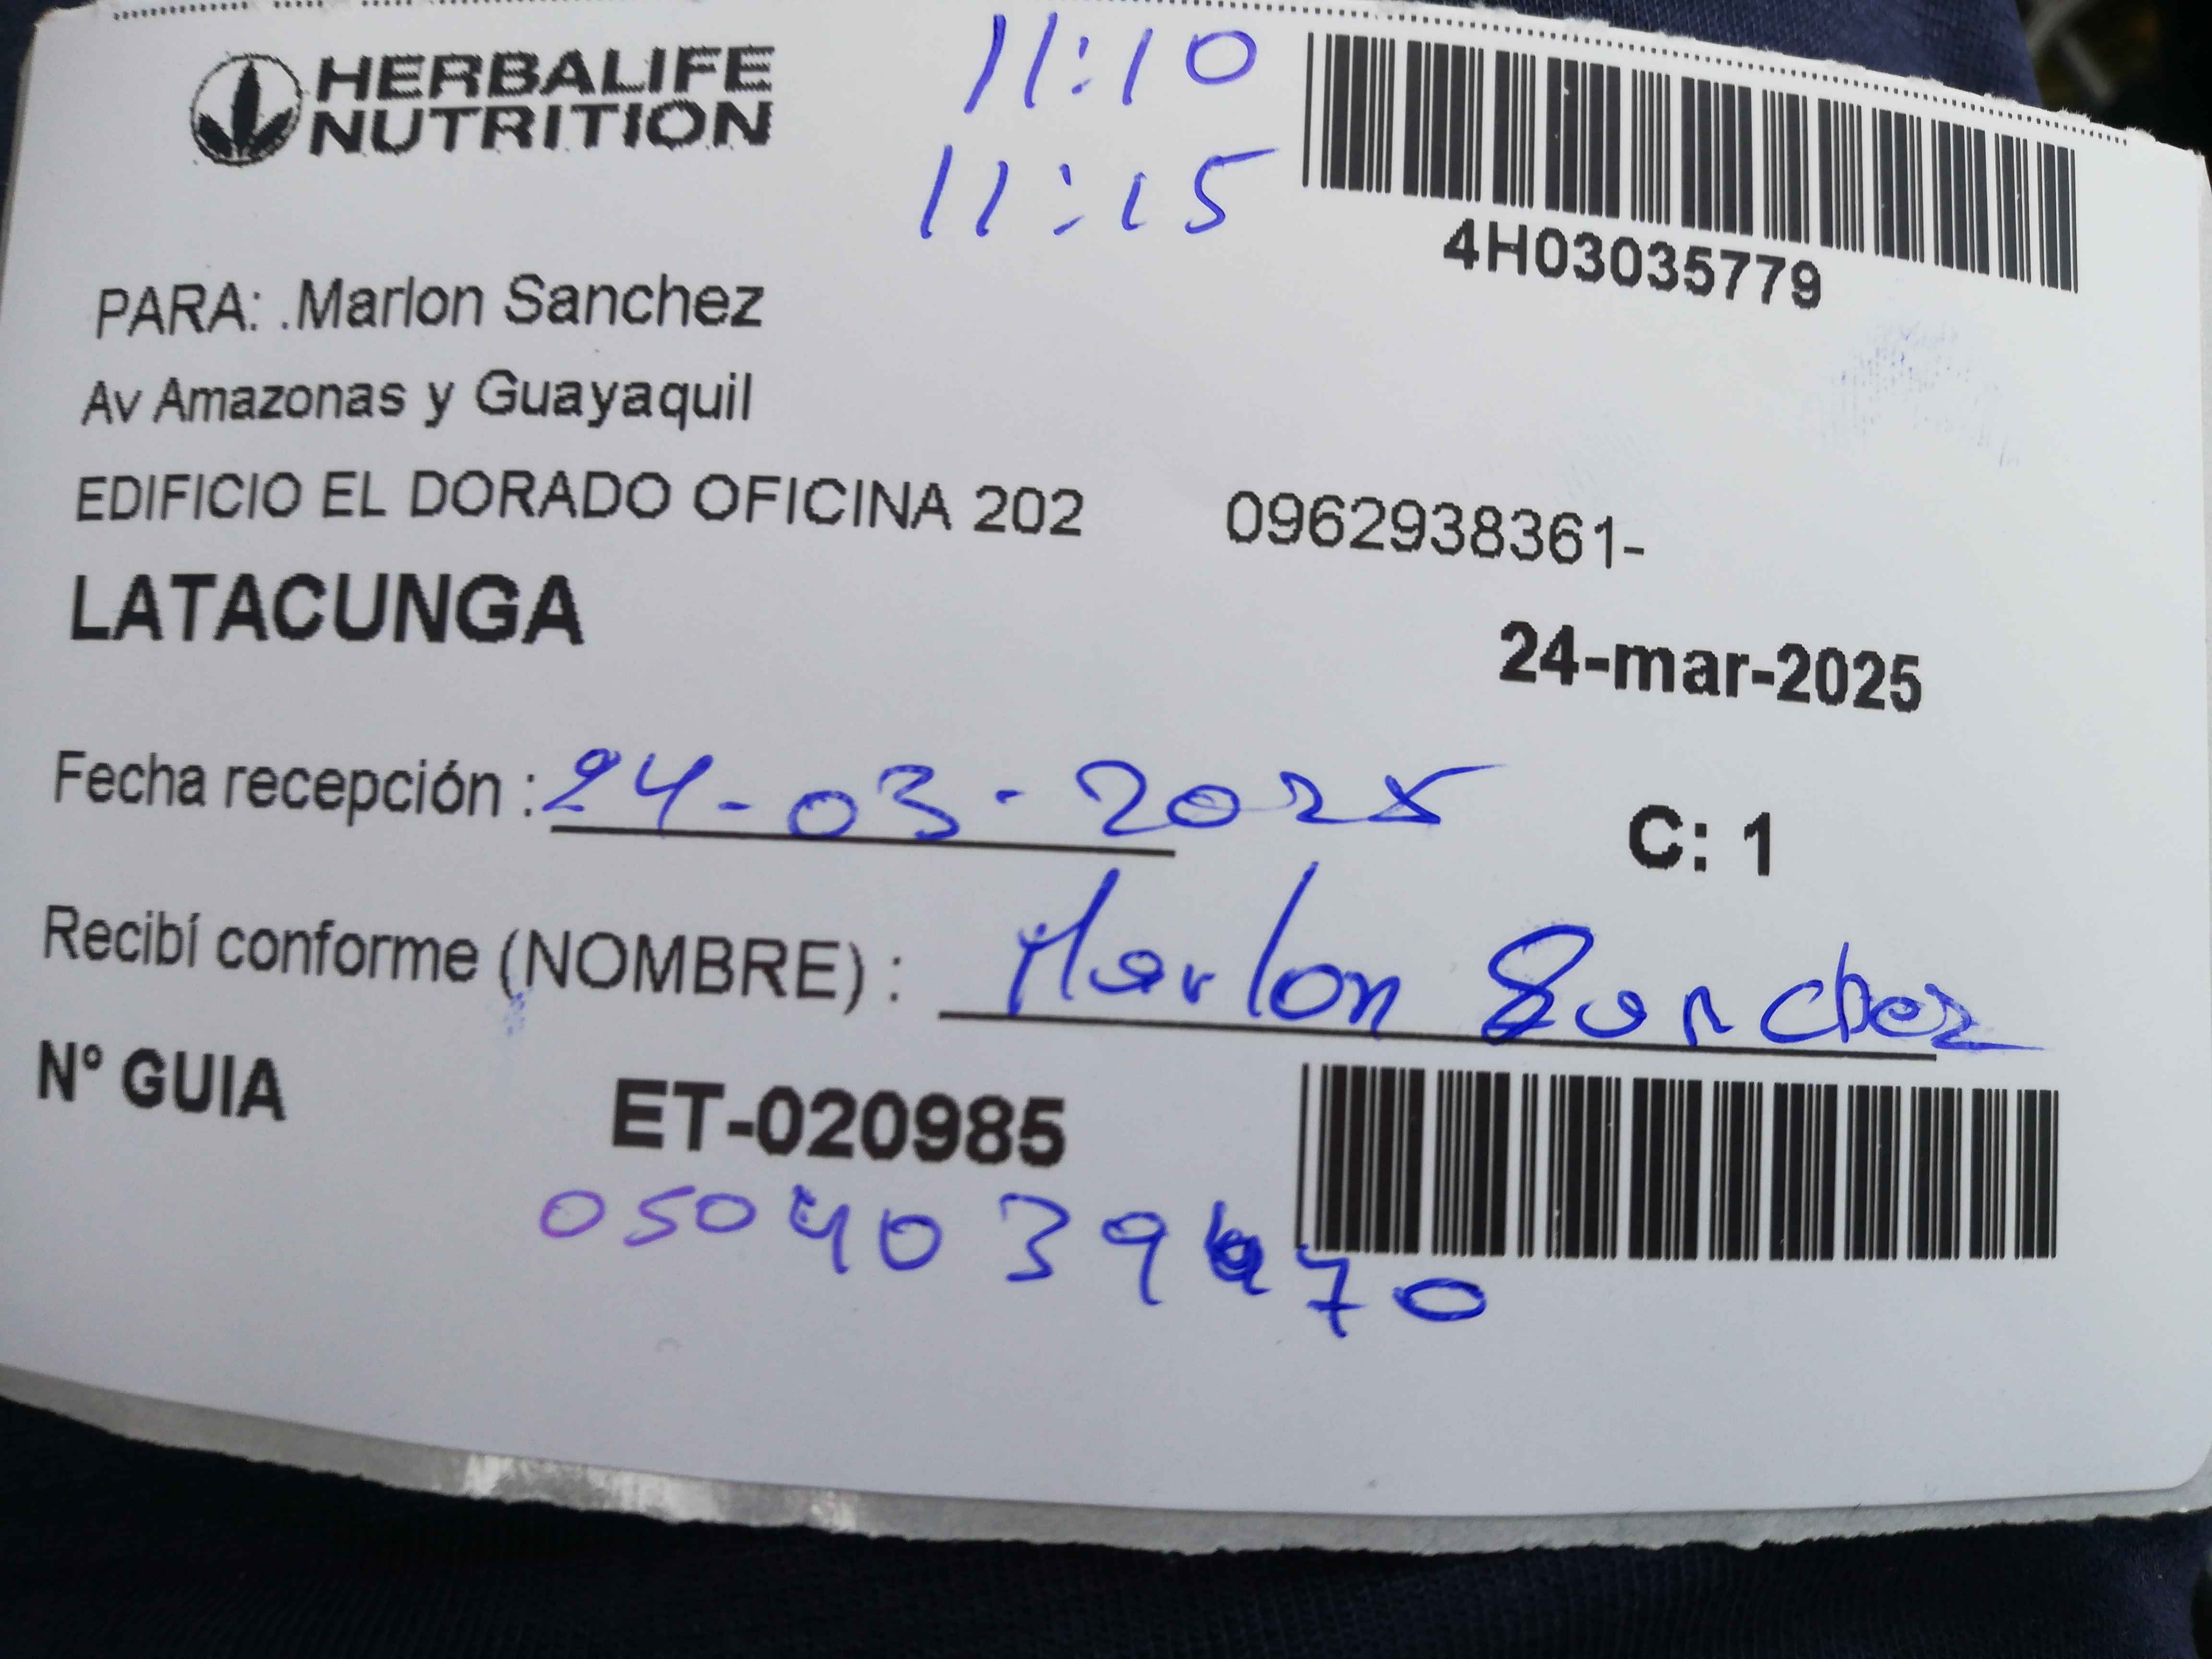 HERBALIFE
NUTRITION
11:10
11:15
4H03035779
PARA: .Marlon Sanchez
Av Amazonas y Guayaquil
EDIFICIO EL DORADO OFICINA 202 0962938361-
LATACUNGA
24-mar-2025
Fecha recepción : 24-03-2025
C: 1
Recibí conforme (NOMBRE) : Marlon Sanchez
N° GUIA ET-020985